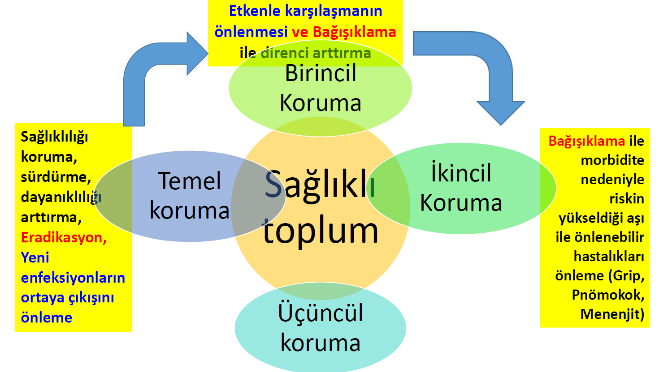 Etkenle karşılaşmanın
önlenmesi ve Bağışıklama
ile direnci arttırma
Birincil
Koruma
Sağlıklılığı
koruma,
sürdürme,
dayanıklılığı
arttırma,
Eradikasyon,
Yeni
enfeksiyonların
ortaya çıkışını
önleme
Temel
koruma
Sağlıklı
toplum
İkincil
Koruma
Bağışıklama ile
morbidite
nedeniyle
riskin
yükseldiği aşı
ile önlenebilir
hastalıkları
önleme (Grip,
Pnömokok,
Menenjit)
Üçüncül
koruma